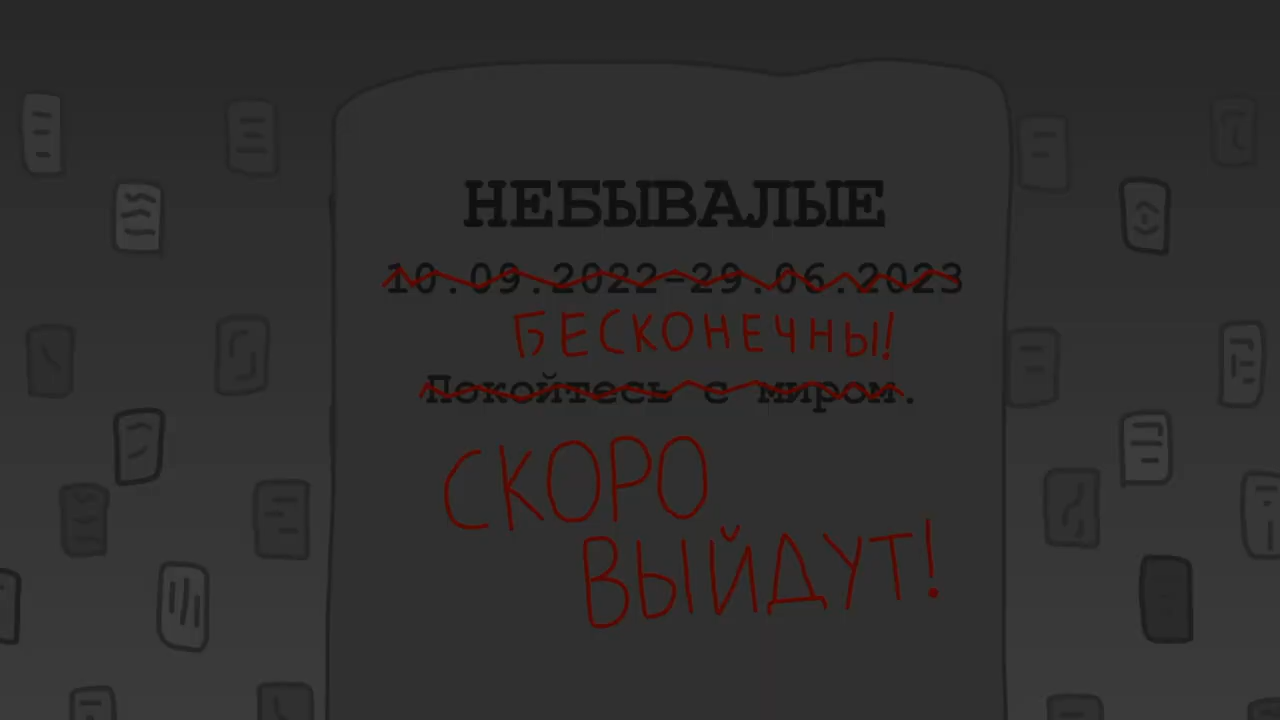 НЕБЫВАЛЫЕ
10.09.2022-29.06.2023
БЕСКОНЕЧНЫ!
Покойтесь с миром.
СКОРО
ВЫЙДУТ!